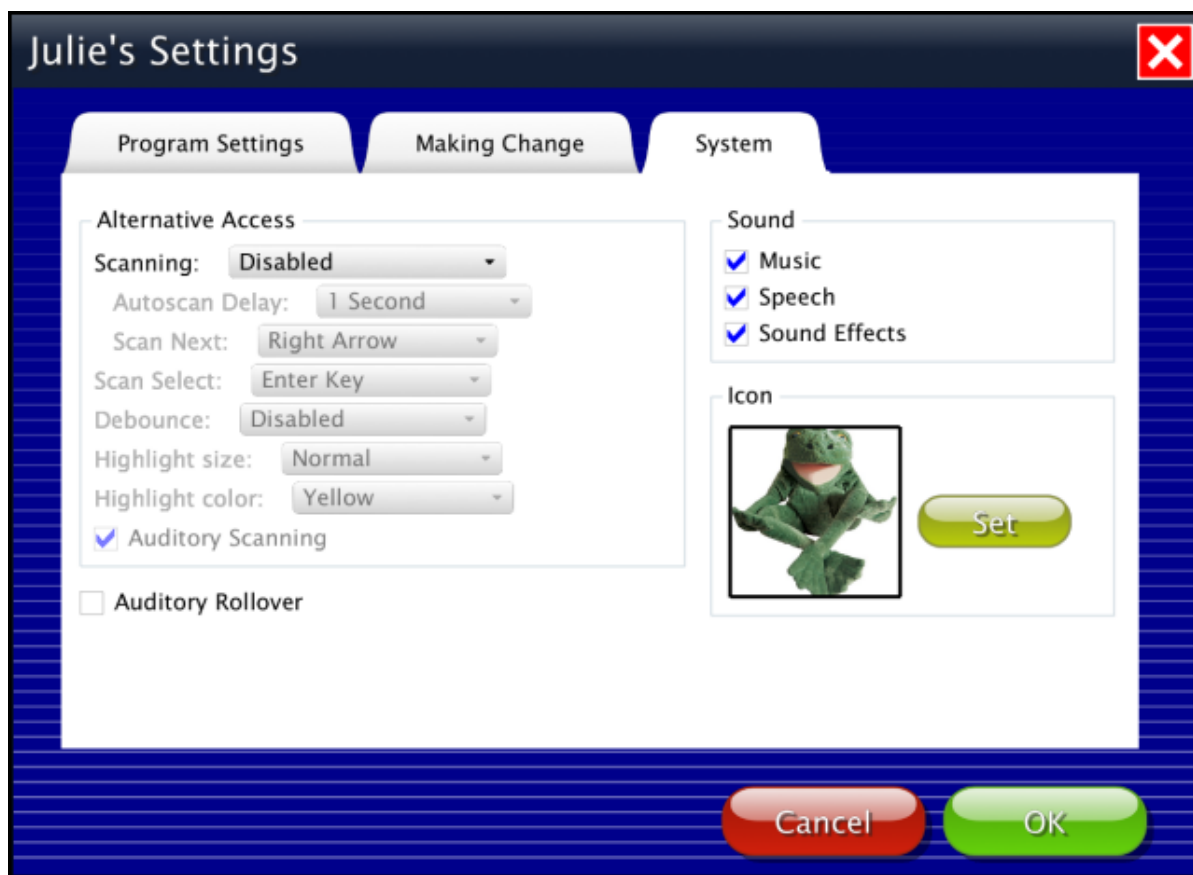 Julie's Settings
Program Settings
Making Change
System
Alternative Access
Scanning: Disabled
Autoscan Delay: 1 Second
Scan Next: Right Arrow
Scan Select: Enter Key
Debounce: Disabled
Highlight size: Normal
Highlight color: Yellow
Auditory Scanning
Auditory Rollover
Sound
Music
Speech
Sound Effects
Icon
Set
Cancel
OK